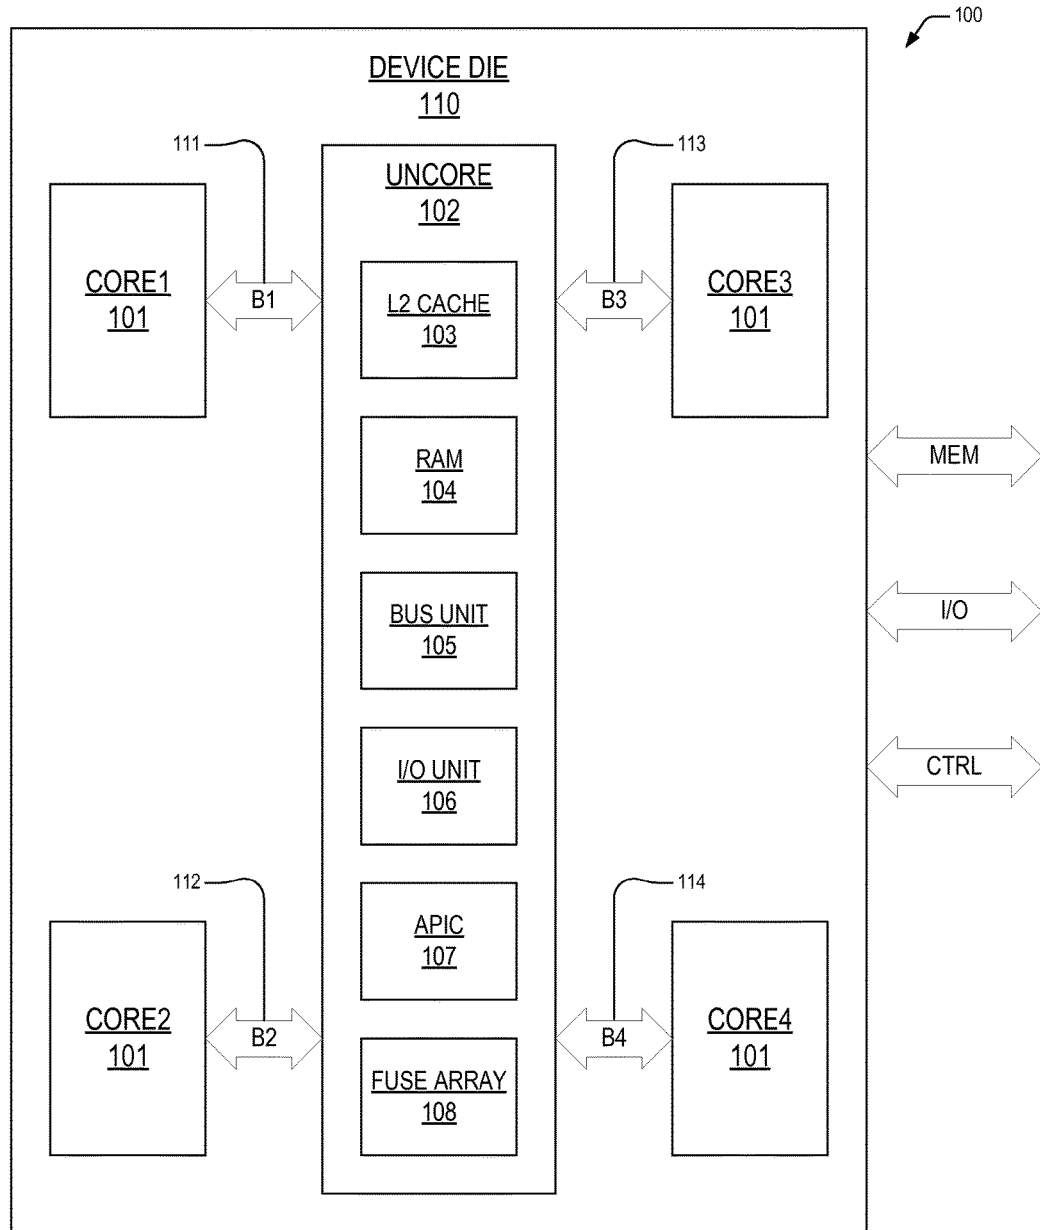 100
DEVICE DIE
110
111
113
UNCORE
102
CORE1
101
B1
L2 CACHE
103
B3
CORE3
101
RAM
104
MEM
BUS UNIT
105
I/O
I/O UNIT
106
CTRL
112
114
APIC
107
CORE2
101
B2
B4
CORE4
101
FUSE ARRAY
108